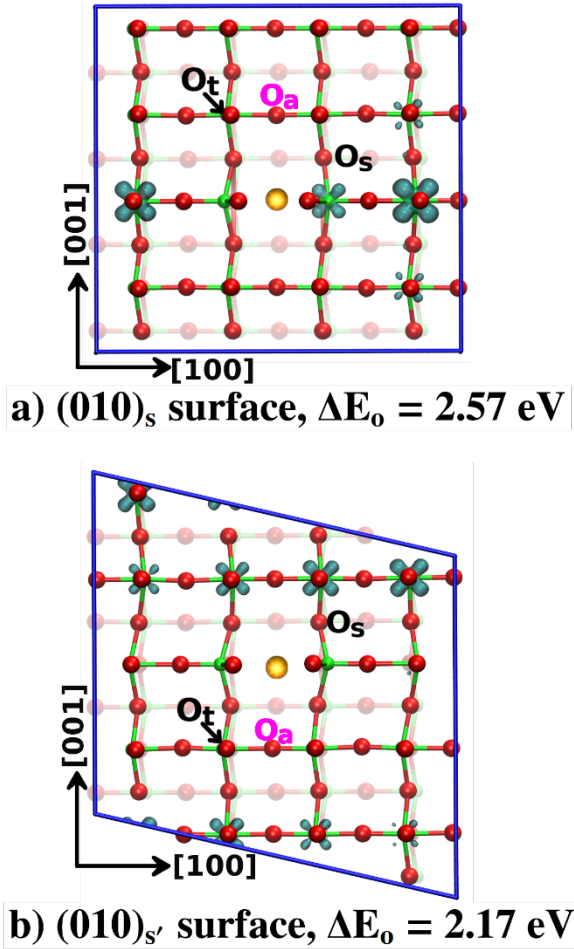 Oₜ
Oₐ
Oₛ
[001]
[100]
a) (010)ₛ surface, ΔEₒ = 2.57 eV
Oₛ
Oₜ
Oₐ
[001]
[100]
b) (010)ₛ′ surface, ΔEₒ = 2.17 eV